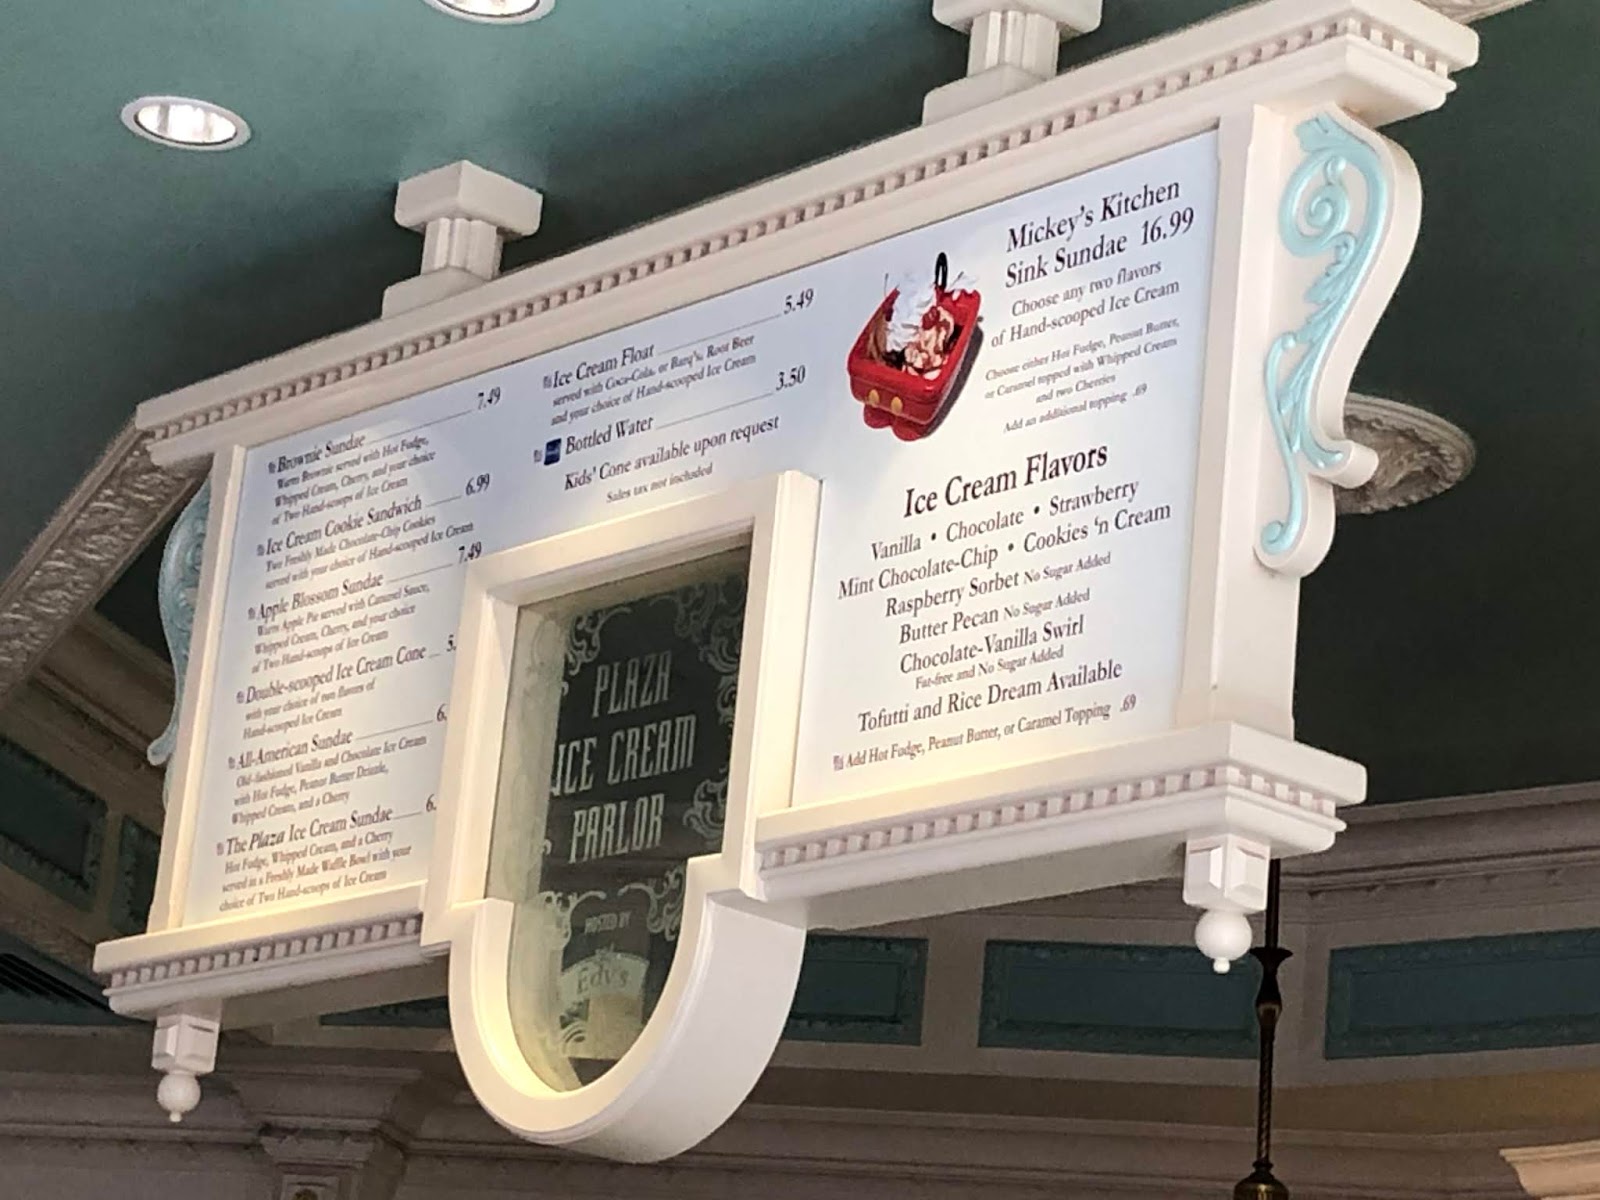 Brownie Sundae 7.49
Warm Brownie served with Hot Fudge,
Whipped Cream, Cherry, and your choice
of Two Hand-scoops of Ice Cream
Ice Cream Cookie Sandwich 6.99
Two Freshly Made Chocolate-Chip Cookies
served with your choice of Hand-scooped Ice Cream
Apple Blossom Sundae 7.49
Warm Apple Pie served with Caramel Sauce,
Whipped Cream, Cherry, and your choice
of Two Hand-scoops of Ice Cream
Double-scooped Ice Cream Cone 5.
with your choice of two flavors of
Hand-scooped Ice Cream
All-American Sundae 6.
Old-fashioned Vanilla and Chocolate Ice Cream
with Hot Fudge, Peanut Butter Drizzle,
Whipped Cream, and a Cherry
The Plaza Ice Cream Sundae 6.
Hot Fudge, Whipped Cream, and a Cherry
served in a Freshly Made Waffle Bowl with your
choice of Two Hand-scoops of Ice Cream
Ice Cream Float 5.49
served with Coca-Cola, or Barq's, Root Beer
and your choice of Hand-scooped Ice Cream
Bottled Water 3.50
Kids' Cone available upon request
Sales tax not included
PLAZA
ICE CREAM
PARLOR
HOSTED BY
Edy's
Mickey's Kitchen
Sink Sundae 16.99
Choose any two flavors
of Hand-scooped Ice Cream
Choose either Hot Fudge, Peanut Butter,
or Caramel topped with Whipped Cream
and two Cherries
Add an additional topping .69
Ice Cream Flavors
Vanilla • Chocolate • Strawberry
Mint Chocolate-Chip • Cookies 'n Cream
Raspberry Sorbet No Sugar Added
Butter Pecan No Sugar Added
Chocolate-Vanilla Swirl
Fat-free and No Sugar Added
Tofutti and Rice Dream Available
Add Hot Fudge, Peanut Butter, or Caramel Topping .69